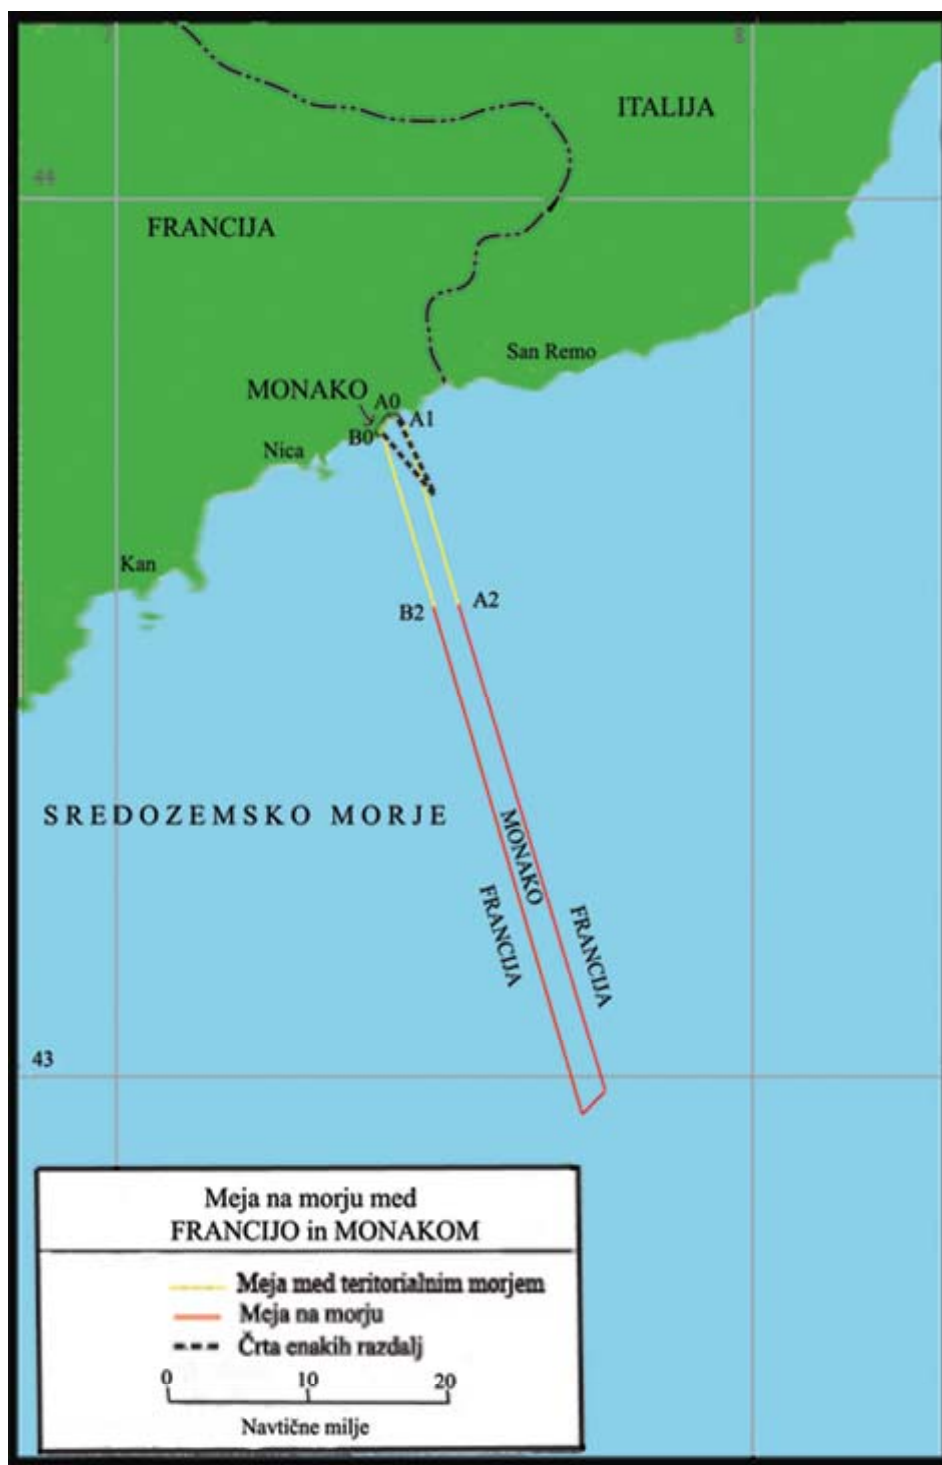 7
8
ITALIJA
44
FRANCIJA
San Remo
MONAKO
A0
A1
B0
Nica
Kan
B2
A2
SREDOZEMSKO MORJE
MONAKO
FRANCIJA
FRANCIJA
43
Meja na morju med
FRANCIJO in MONAKOM
Meja med teritorialnim morjem
Meja na morju
Črta enakih razdalj
0 10 20
Navtične milje